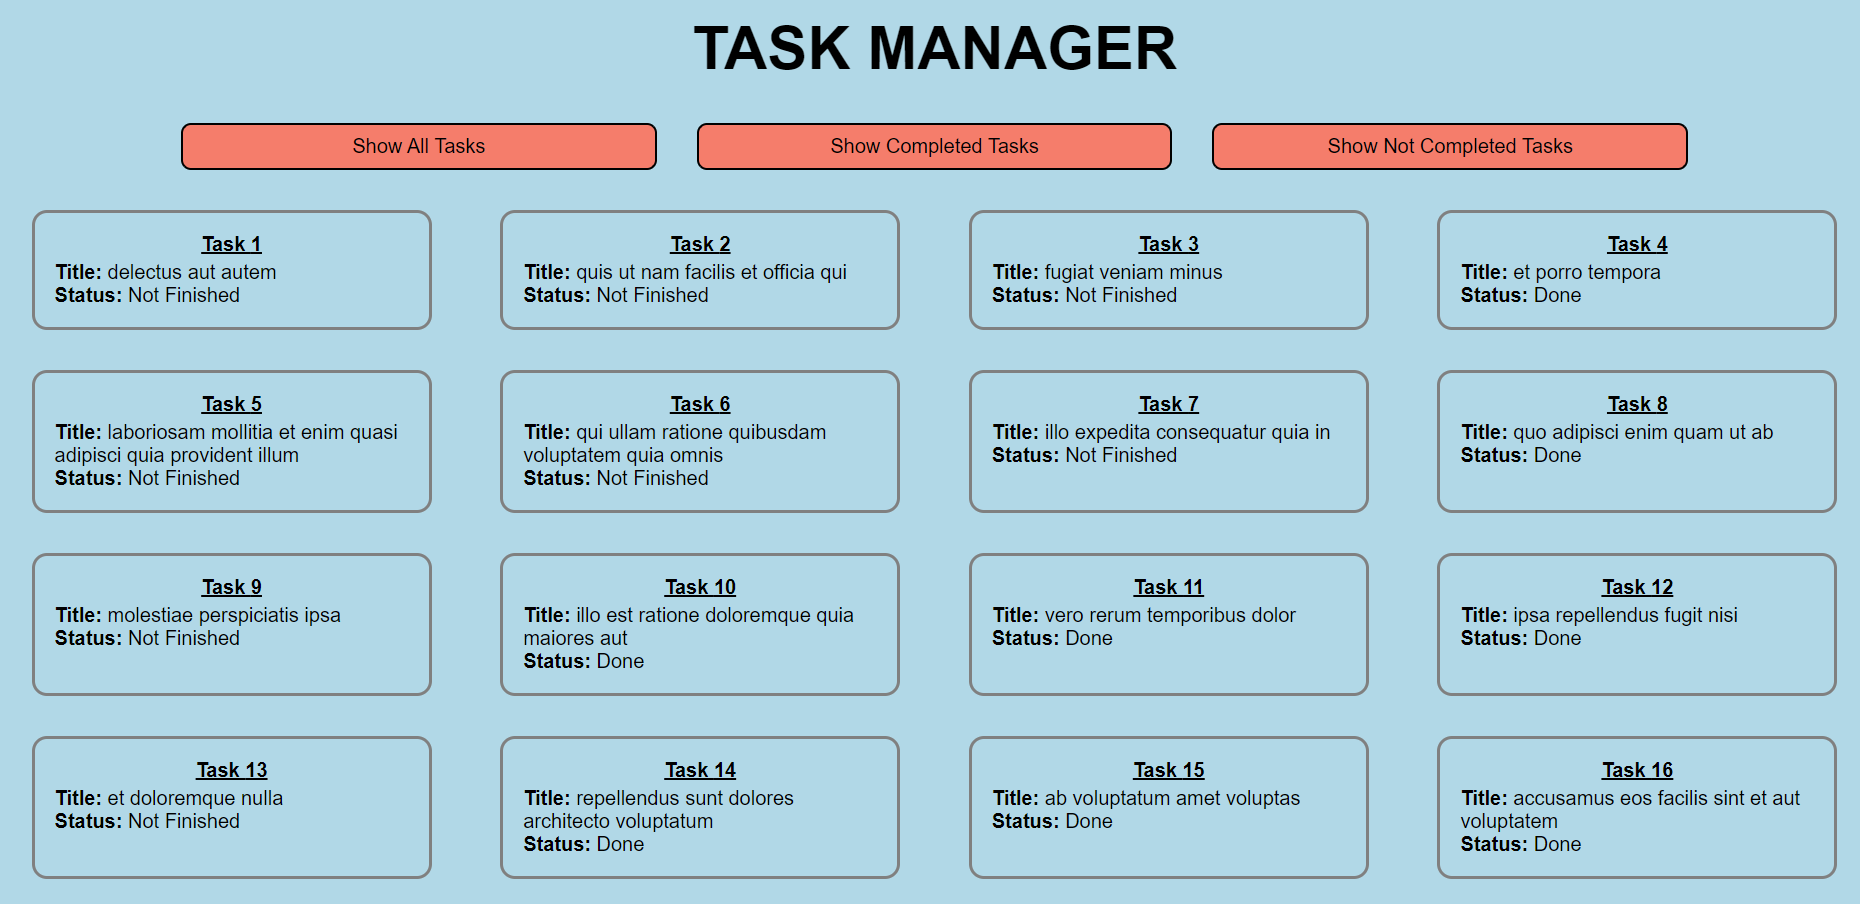 TASK MANAGER
Show All Tasks
Show Completed Tasks
Show Not Completed Tasks
Task 1
Title: delectus aut autem
Status: Not Finished
Task 2
Title: quis ut nam facilis et officia qui
Status: Not Finished
Task 3
Title: fugiat veniam minus
Status: Not Finished
Task 4
Title: et porro tempora
Status: Done
Task 5
Title: laboriosam mollitia et enim quasi
adipisci quia provident illum
Status: Not Finished
Task 6
Title: qui ullam ratione quibusdam
voluptatem quia omnis
Status: Not Finished
Task 7
Title: illo expedita consequatur quia in
Status: Not Finished
Task 8
Title: quo adipisci enim quam ut ab
Status: Done
Task 9
Title: molestiae perspiciatis ipsa
Status: Not Finished
Task 10
Title: illo est ratione doloremque quia
maiores aut
Status: Done
Task 11
Title: vero rerum temporibus dolor
Status: Done
Task 12
Title: ipsa repellendus fugit nisi
Status: Done
Task 13
Title: et doloremque nulla
Status: Not Finished
Task 14
Title: repellendus sunt dolores
architecto voluptatum
Status: Done
Task 15
Title: ab voluptatum amet voluptas
Status: Done
Task 16
Title: accusamus eos facilis sint et aut
voluptatem
Status: Done